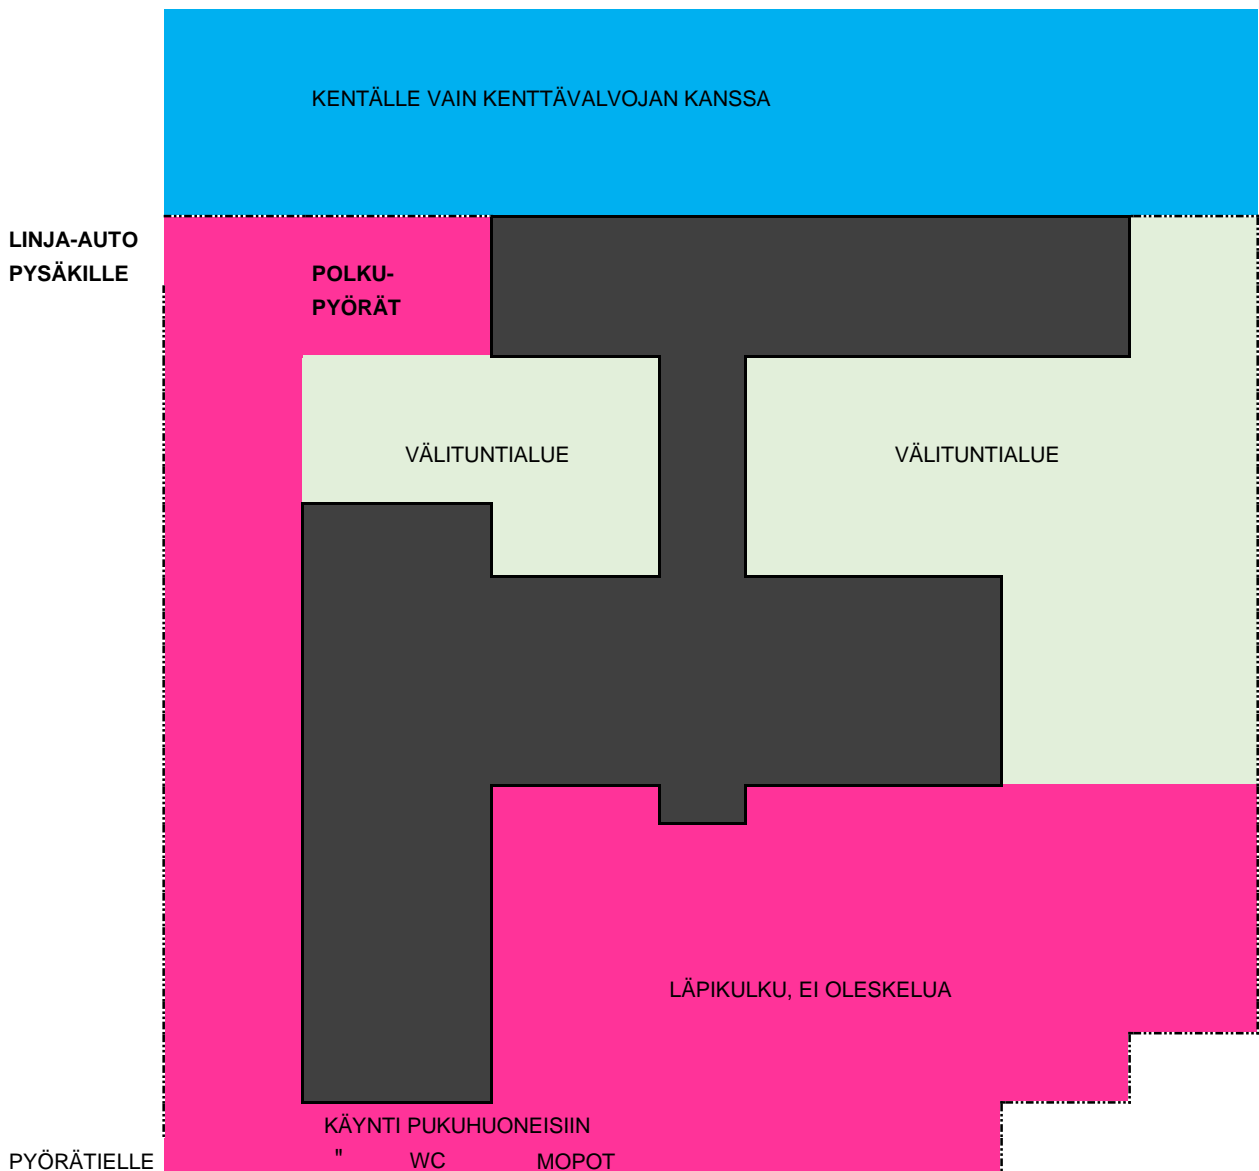 KENTÄLLE VAIN KENTTÄVALVOJAN KANSSA
LINJA-AUTO
PYSÄKILLE
POLKU-
PYÖRÄT
VÄLITUNTIALUE
VÄLITUNTIALUE
LÄPIKULKU, EI OLESKELUA
KÄYNTI PUKUHUONEISIIN
PYÖRÄTIELLE " WC MOPOT